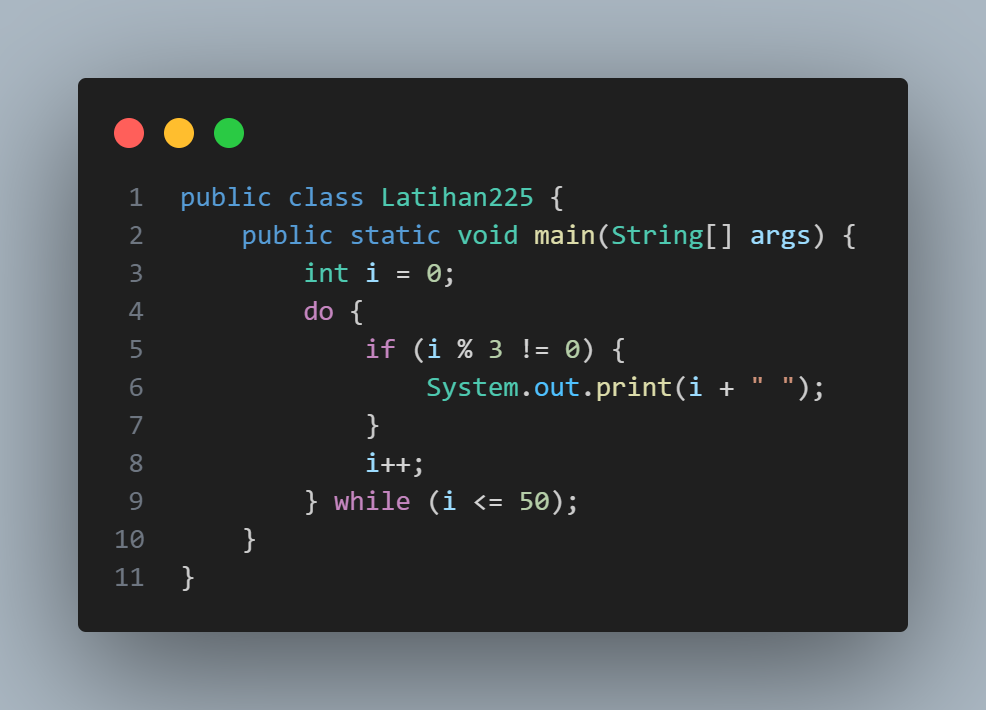 1 public class Latihan225 {
2     public static void main(String[] args) {
3         int i = 0;
4         do {
5             if (i % 3 != 0) {
6                 System.out.print(i + " ");
7             }
8             i++;
9         } while (i <= 50);
10     }
11 }